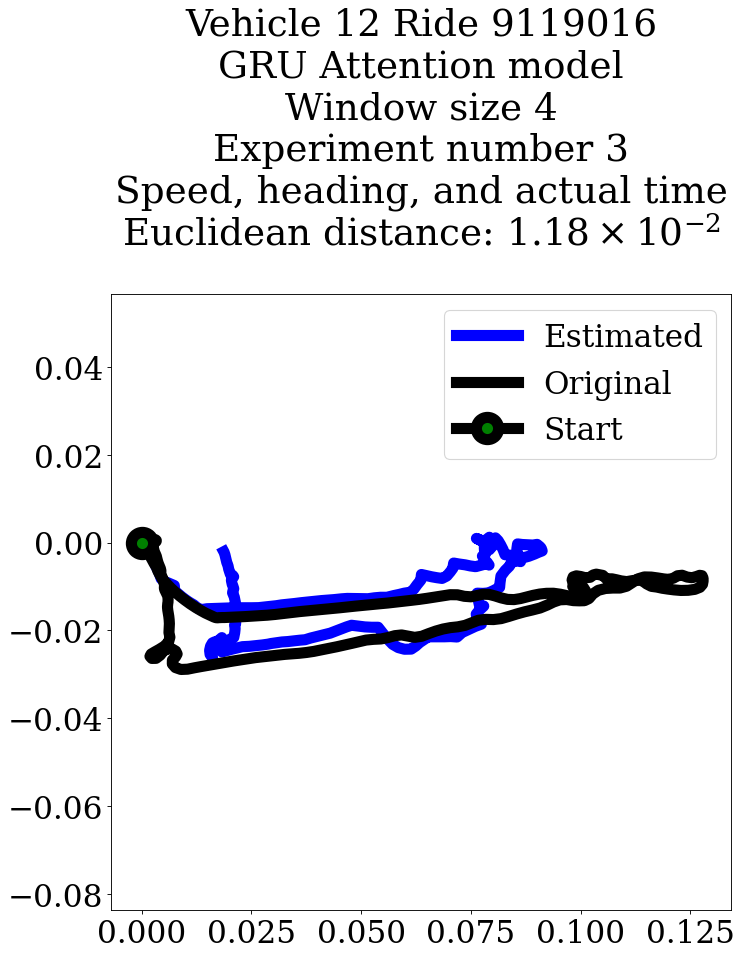 Vehicle 12 Ride 9119016
GRU Attention model
Window size 4
Experiment number 3
Speed, heading, and actual time
Euclidean distance: 1.18 × 10⁻²
Estimated
Original
Start
0.04
0.02
0.00
−0.02
−0.04
−0.06
−0.08
0.000 0.025 0.050 0.075 0.100 0.125